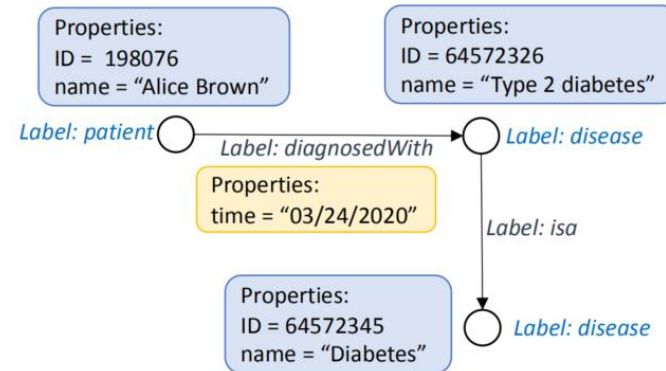 Properties:
ID = 198076
name = “Alice Brown”
Properties:
ID = 64572326
name = “Type 2 diabetes”
Label: patient
Label: diagnosedWith
Label: disease
Properties:
time = “03/24/2020”
Label: isa
Properties:
ID = 64572345
name = “Diabetes”
Label: disease